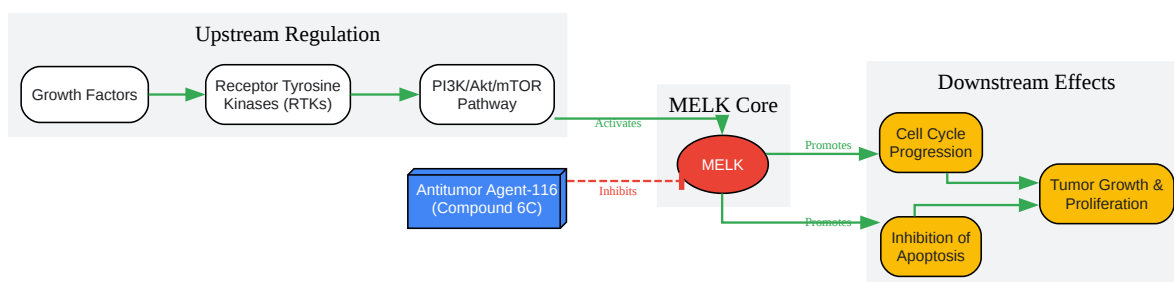 Upstream Regulation
Growth Factors
Receptor Tyrosine
Kinases (RTKs)
PI3K/Akt/mTOR
Pathway
Activates
MELK Core
MELK
Antitumor Agent-116
(Compound 6C)
Inhibits
Promotes
Promotes
Downstream Effects
Cell Cycle
Progression
Inhibition of
Apoptosis
Tumor Growth &
Proliferation